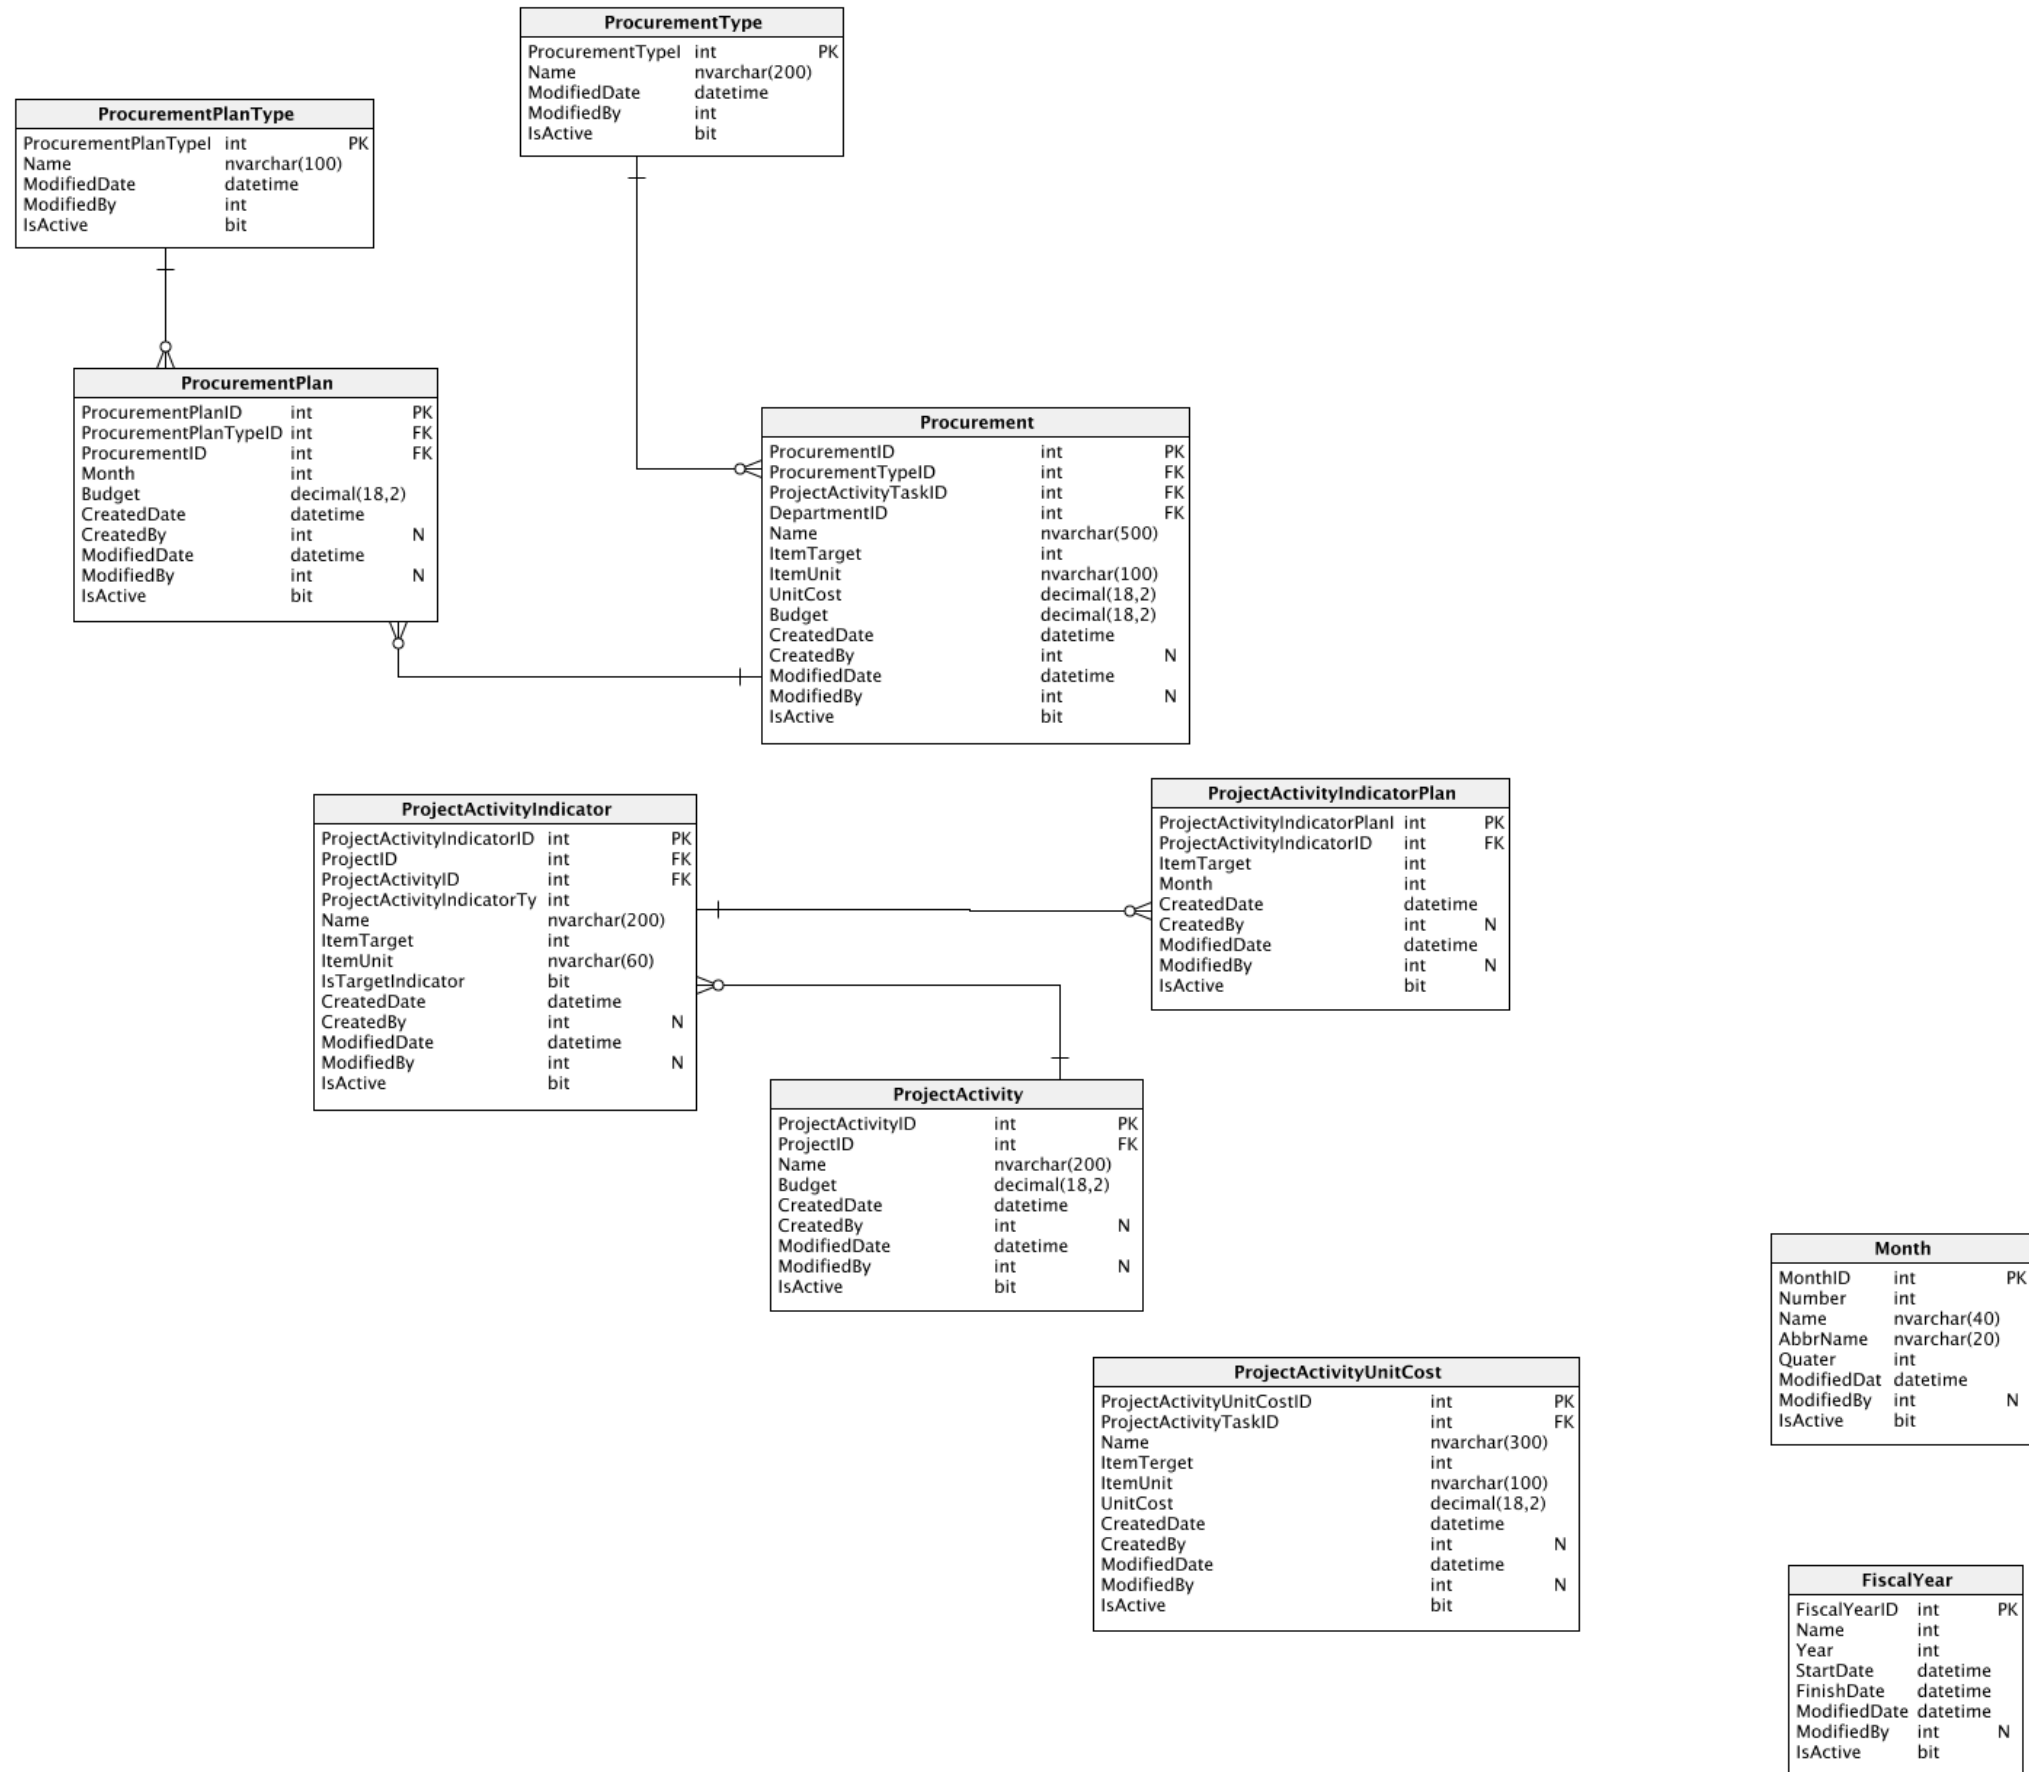 ProcurementType
ProcurementTypeI int PK
Name nvarchar(200)
ModifiedDate datetime
ModifiedBy int
IsActive bit
ProcurementPlanType
ProcurementPlanTypeI int PK
Name nvarchar(100)
ModifiedDate datetime
ModifiedBy int
IsActive bit
ProcurementPlan
ProcurementPlanID int PK
ProcurementPlanTypeID int FK
ProcurementID int FK
Month int
Budget decimal(18,2)
CreatedDate datetime
CreatedBy int N
ModifiedDate datetime
ModifiedBy int N
IsActive bit
Procurement
ProcurementID int PK
ProcurementTypeID int FK
ProjectActivityTaskID int FK
DepartmentID int FK
Name nvarchar(500)
ItemTarget int
ItemUnit nvarchar(100)
UnitCost decimal(18,2)
Budget decimal(18,2)
CreatedDate datetime
CreatedBy int N
ModifiedDate datetime
ModifiedBy int N
IsActive bit
ProjectActivityIndicator
ProjectActivityIndicatorID int PK
ProjectID int FK
ProjectActivityID int FK
ProjectActivityIndicatorTy int
Name nvarchar(200)
ItemTarget int
ItemUnit nvarchar(60)
IsTargetIndicator bit
CreatedDate datetime
CreatedBy int N
ModifiedDate datetime
ModifiedBy int N
IsActive bit
ProjectActivityIndicatorPlan
ProjectActivityIndicatorPlanI int PK
ProjectActivityIndicatorID int FK
ItemTarget int
Month int
CreatedDate datetime
CreatedBy int N
ModifiedDate datetime
ModifiedBy int N
IsActive bit
ProjectActivity
ProjectActivityID int PK
ProjectID int FK
Name nvarchar(200)
Budget decimal(18,2)
CreatedDate datetime
CreatedBy int N
ModifiedDate datetime
ModifiedBy int N
IsActive bit
Month
MonthID int PK
Number int
Name nvarchar(40)
AbbrName nvarchar(20)
Quater int
ModifiedDat datetime
ModifiedBy int N
IsActive bit
ProjectActivityUnitCost
ProjectActivityUnitCostID int PK
ProjectActivityTaskID int FK
Name nvarchar(300)
ItemTerget int
ItemUnit nvarchar(100)
UnitCost decimal(18,2)
CreatedDate datetime
CreatedBy int N
ModifiedDate datetime
ModifiedBy int N
IsActive bit
FiscalYear
FiscalYearID int PK
Name int
Year int
StartDate datetime
FinishDate datetime
ModifiedDate datetime
ModifiedBy int N
IsActive bit